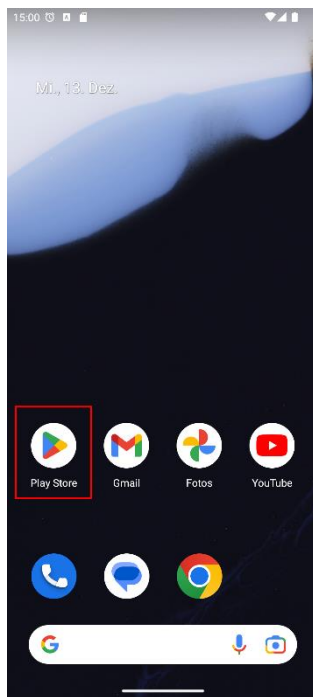 15:00
Mi., 13. Dez.
Play Store
Gmail
Fotos
YouTube